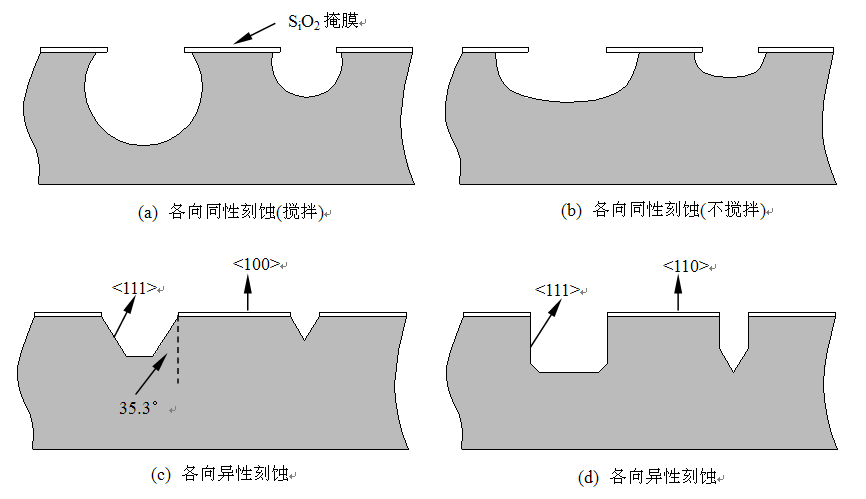 SiO2 掩膜
(a) 各向同性刻蚀(搅拌)
(b) 各向同性刻蚀(不搅拌)
<100>
<111>
35.3°
(c) 各向异性刻蚀
<110>
<111>
(d) 各向异性刻蚀